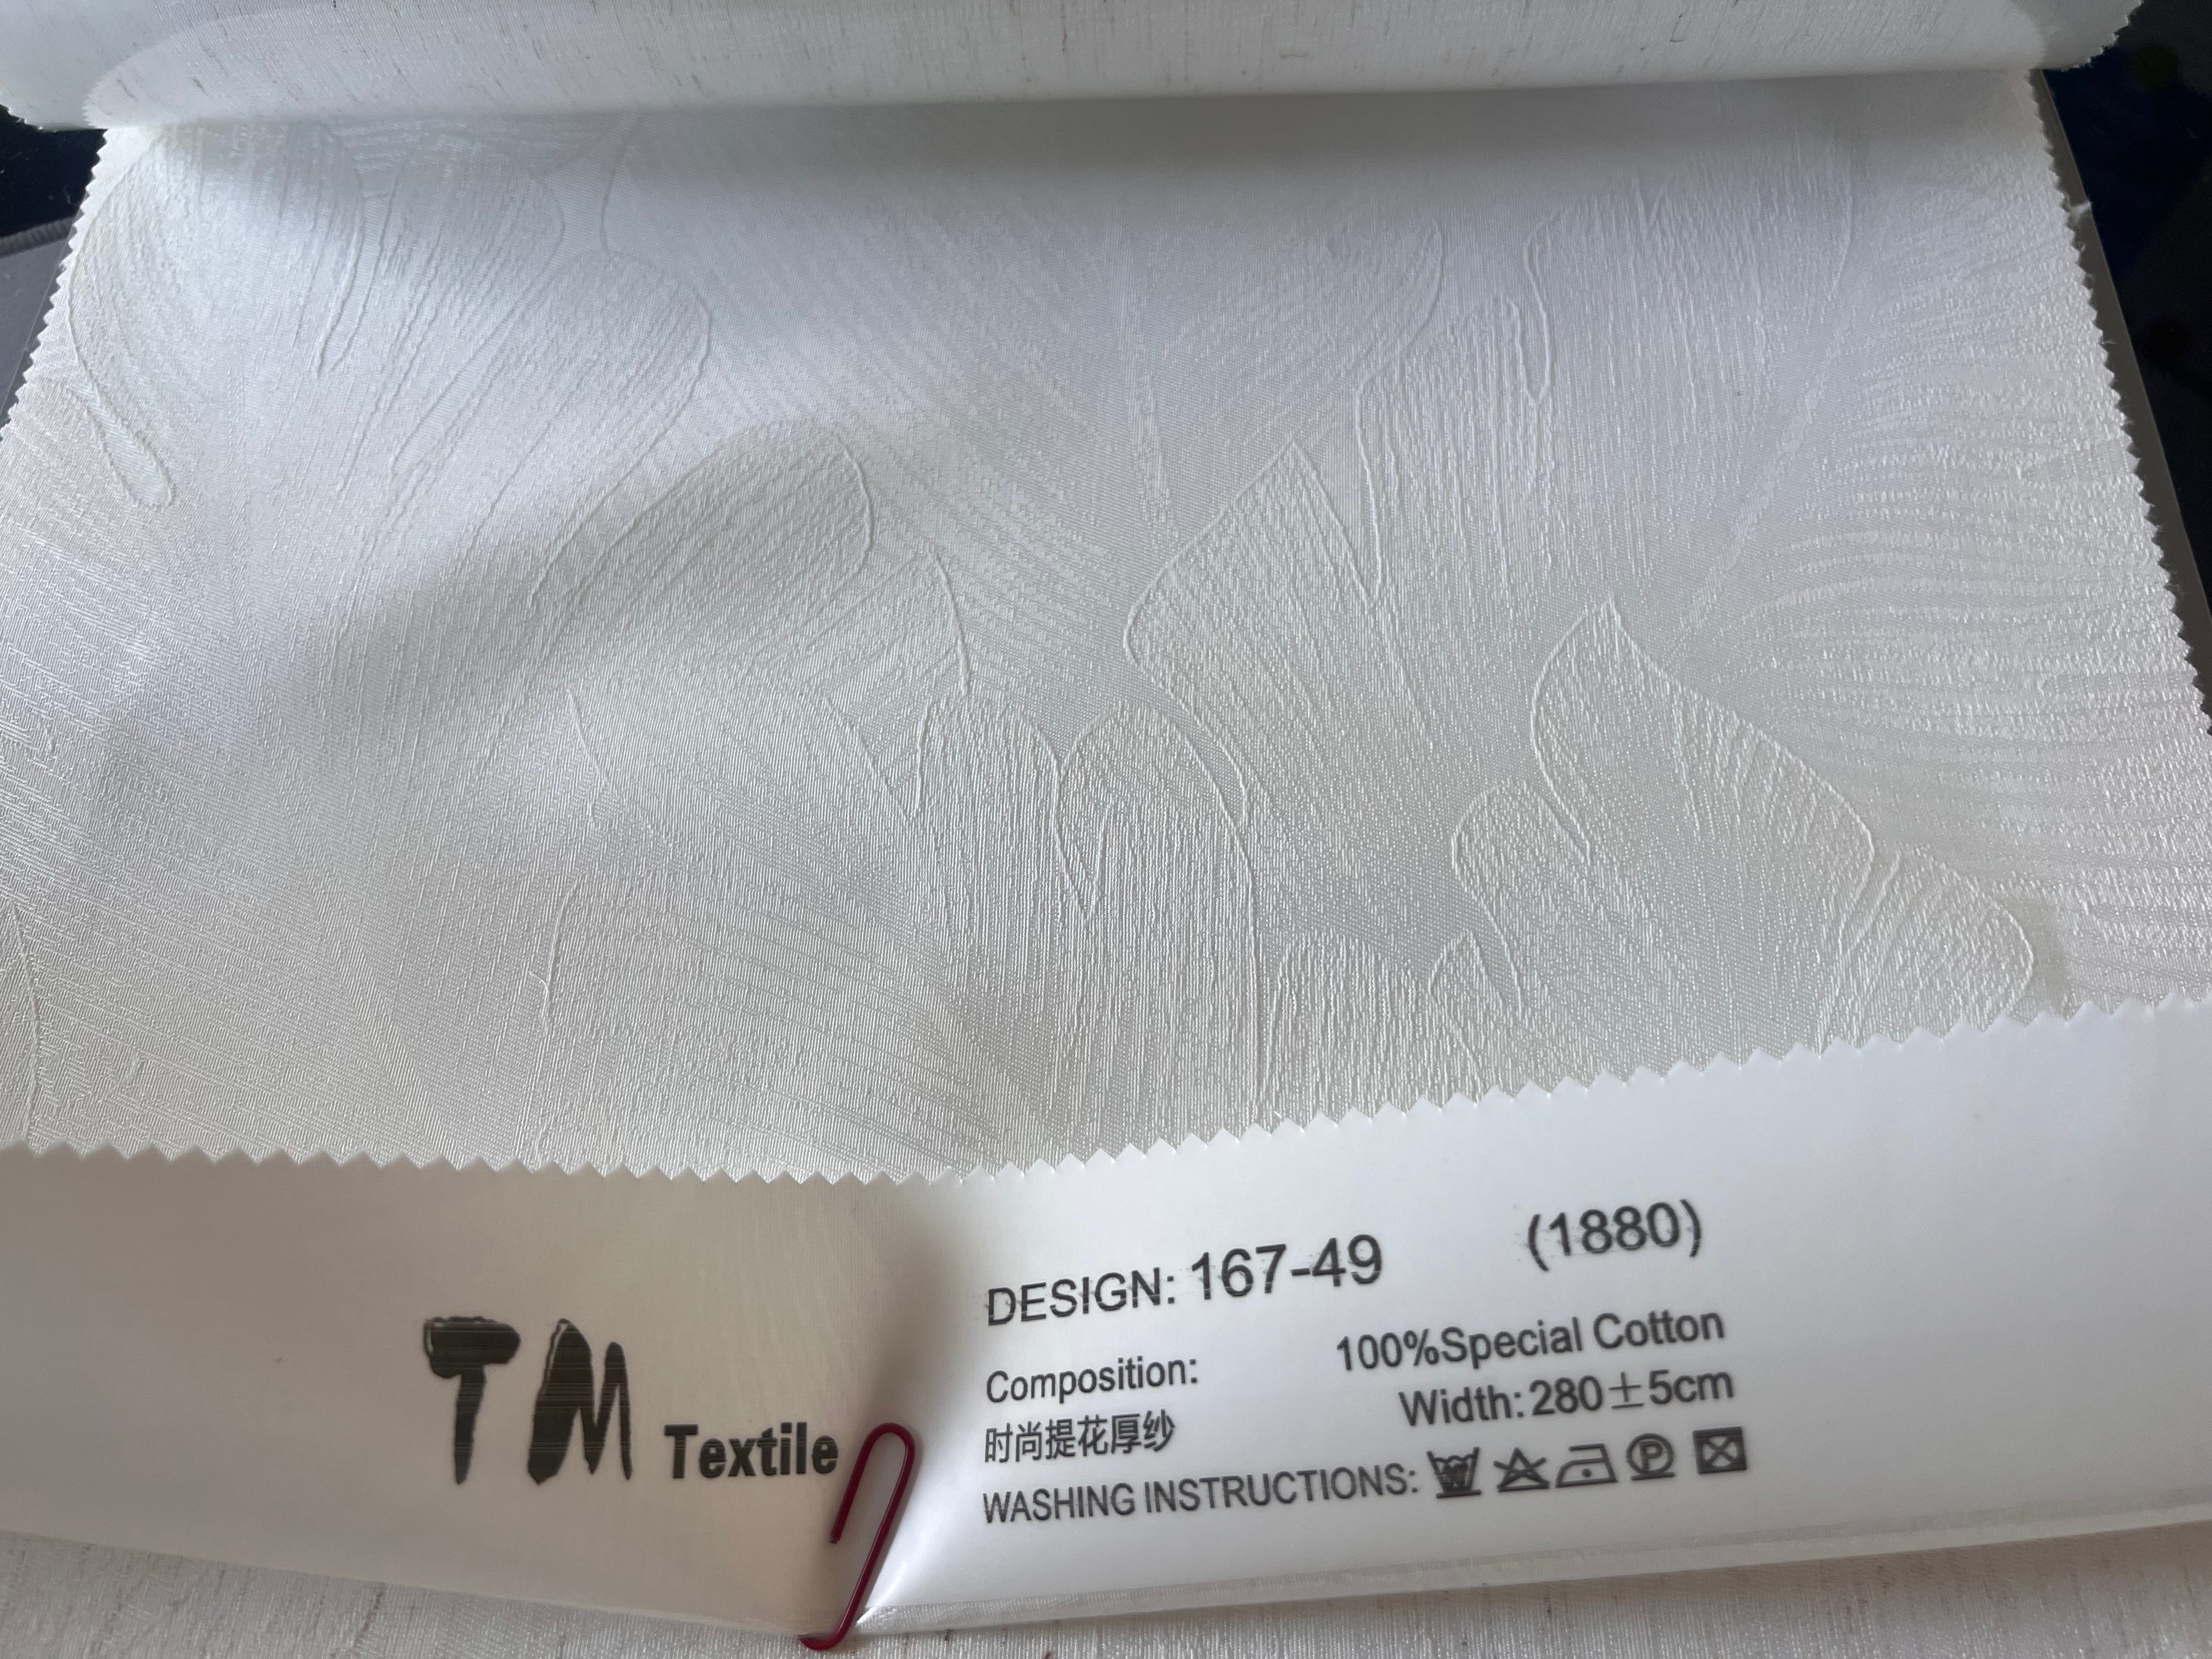 TM Textile
DESIGN: 167-49 (1880)
Composition: 100%Special Cotton
时尚提花厚纱 Width:280±5cm
WASHING INSTRUCTIONS: P